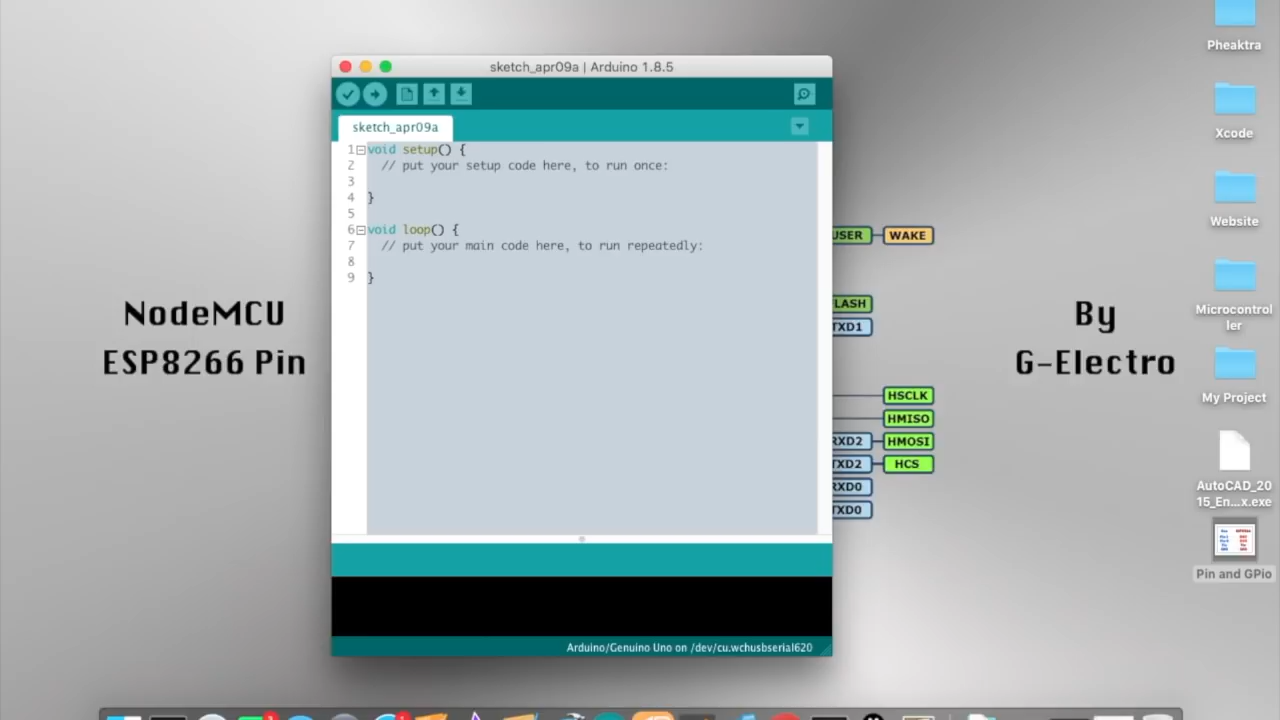 sketch_apr09a | Arduino 1.8.5
sketch_apr09a
1 void setup() {
2 // put your setup code here, to run once:
3
4 }
5
6 void loop() {
7 // put your main code here, to run repeatedly:
8
9 }
Arduino/Genuino Uno on /dev/cu.wchusbserial620
NodeMCU
ESP8266 Pin
USER
WAKE
LASH
TXD1
HSCLK
HMISO
RXD2
HMOSI
TXD2
HCS
RXD0
TXD0
By
G-Electro
Pheaktra
Xcode
Website
Microcontrol
ler
My Project
AutoCAD_20
15_En...x.exe
Pin and GPio